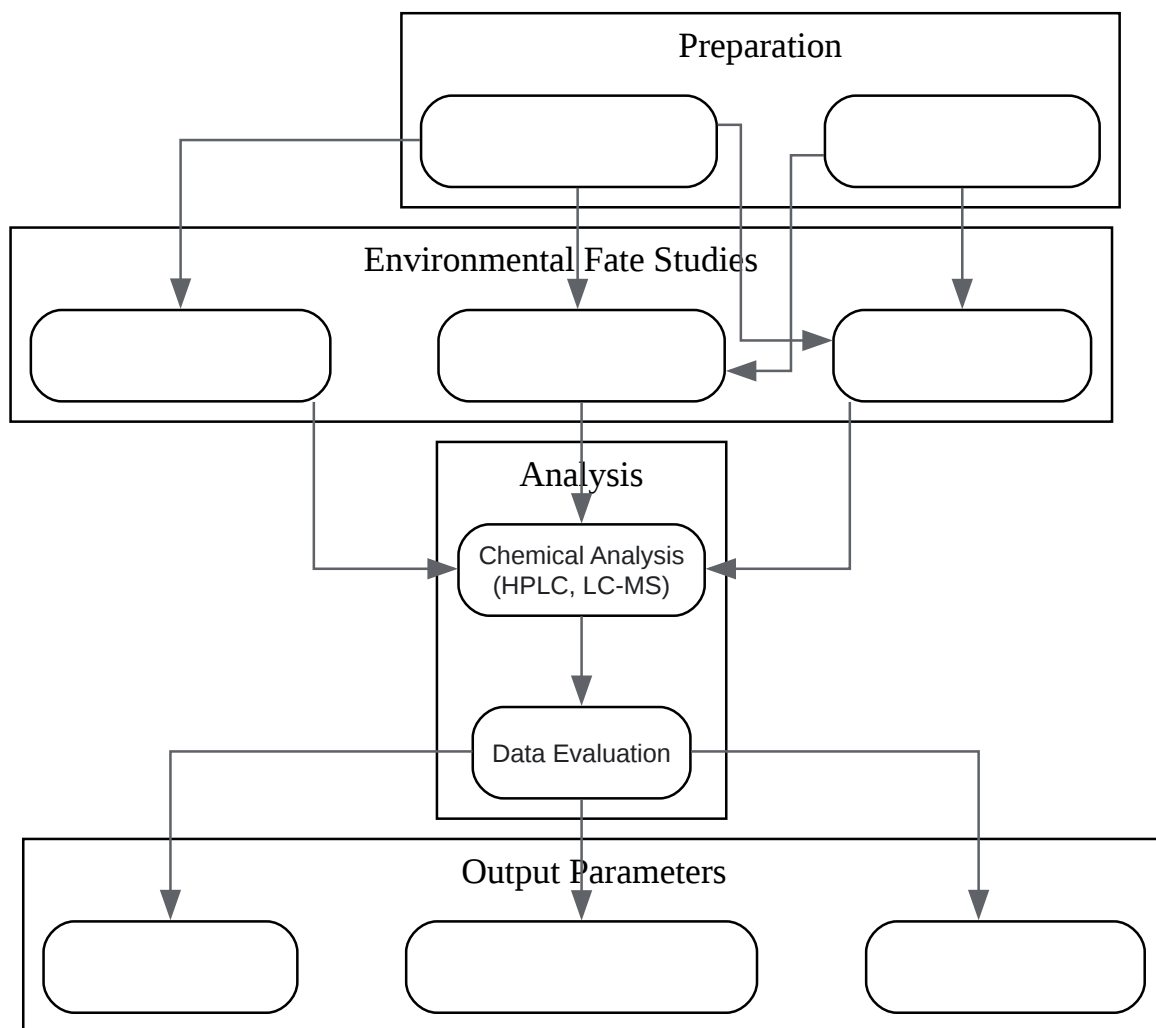 Preparation
Environmental Fate Studies
Analysis
Chemical Analysis
(HPLC, LC-MS)
Data Evaluation
Output Parameters